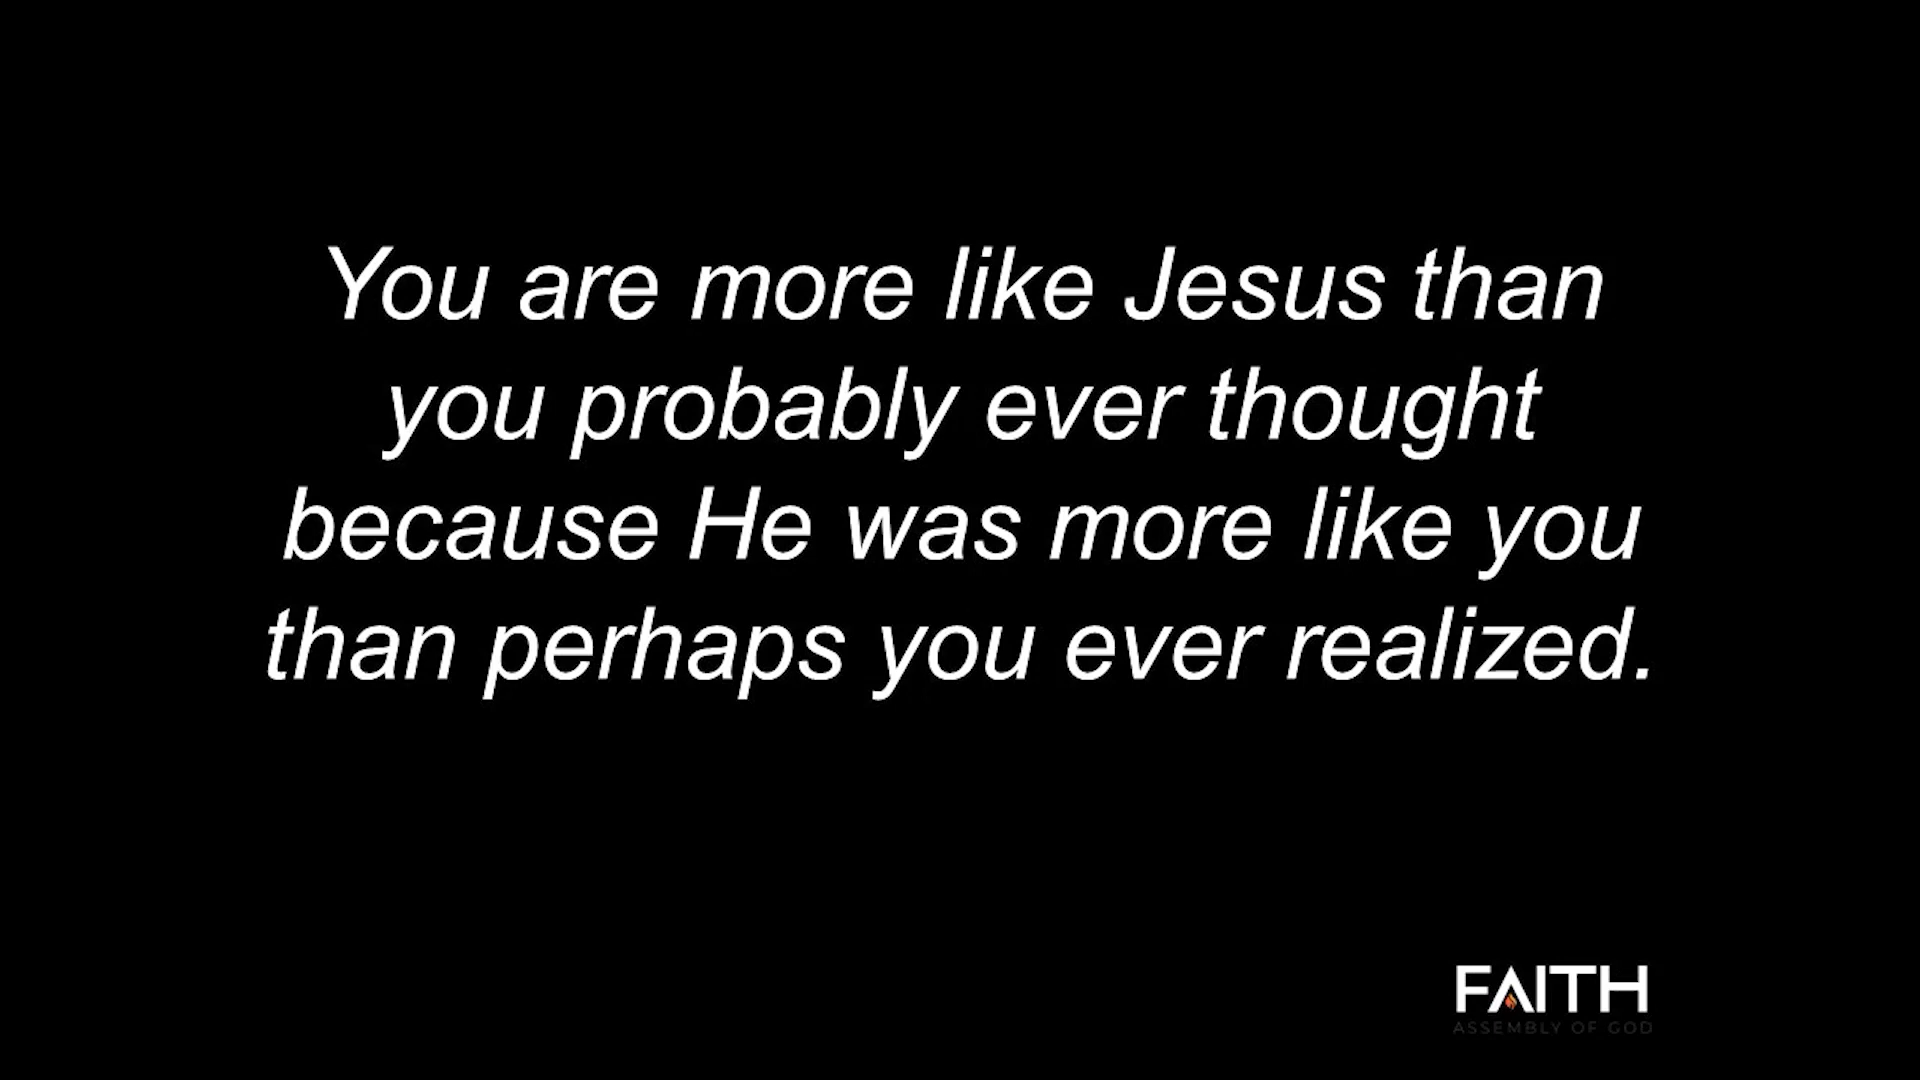 You are more like Jesus than
you probably ever thought
because He was more like you
than perhaps you ever realized.
FAITH
ASSEMBLY OF GOD